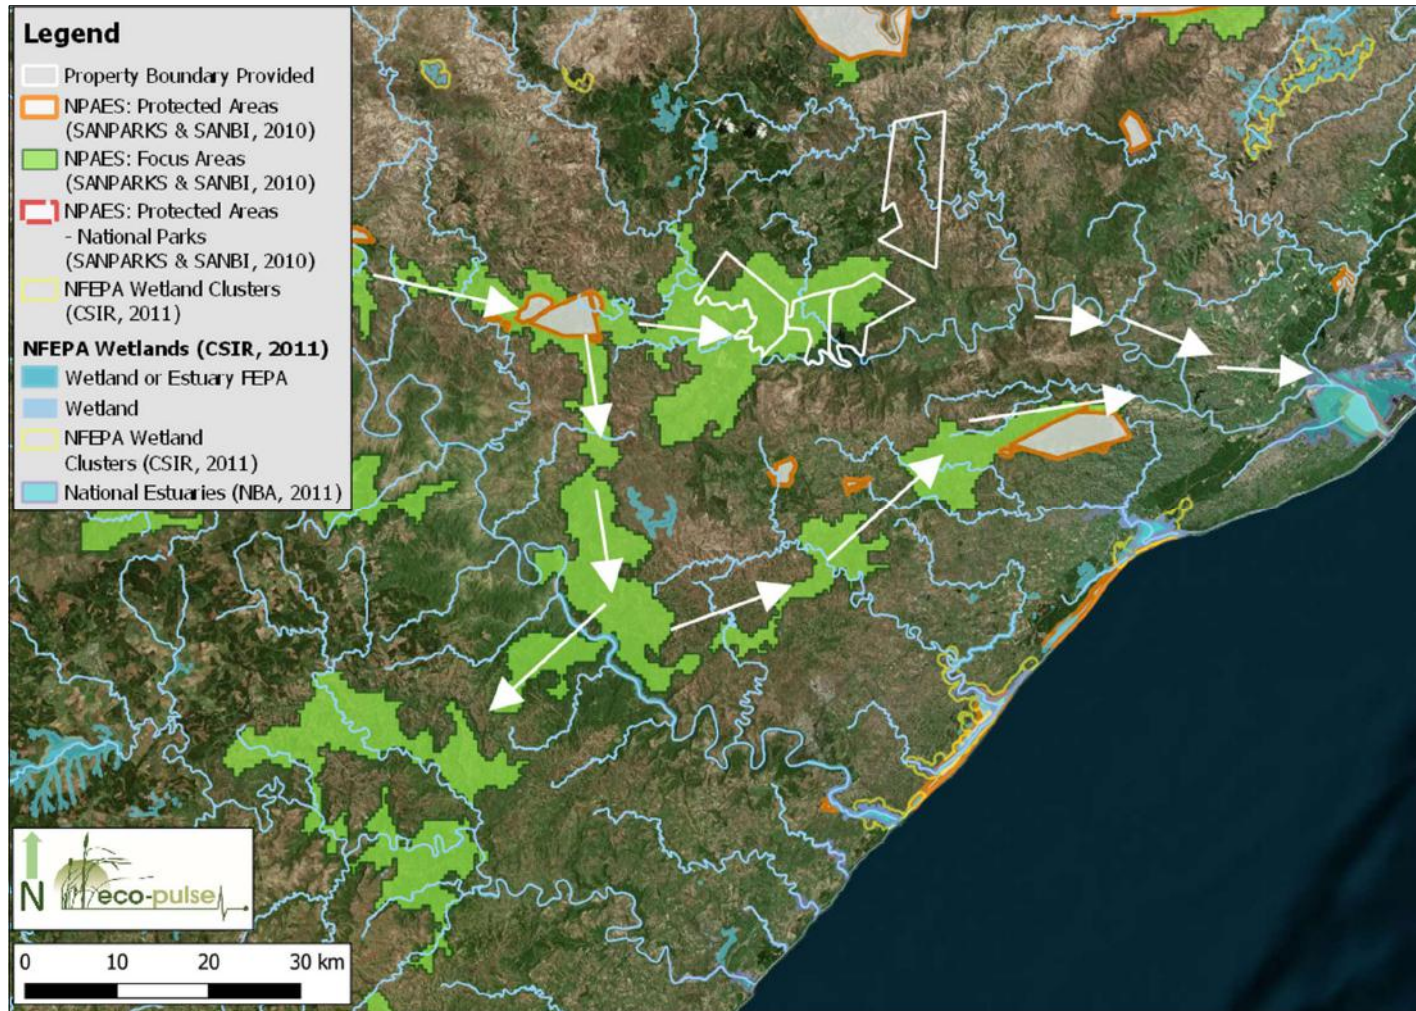 Legend
Property Boundary Provided
NPAES: Protected Areas
(SANPARKS & SANBI, 2010)
NPAES: Focus Areas
(SANPARKS & SANBI, 2010)
NPAES: Protected Areas
- National Parks
(SANPARKS & SANBI, 2010)
NFEPA Wetland Clusters
(CSIR, 2011)
NFEPA Wetlands (CSIR, 2011)
Wetland or Estuary FEPA
Wetland
NFEPA Wetland
Clusters (CSIR, 2011)
National Estuaries (NBA, 2011)
N
eco-pulse
0 10 20 30 km